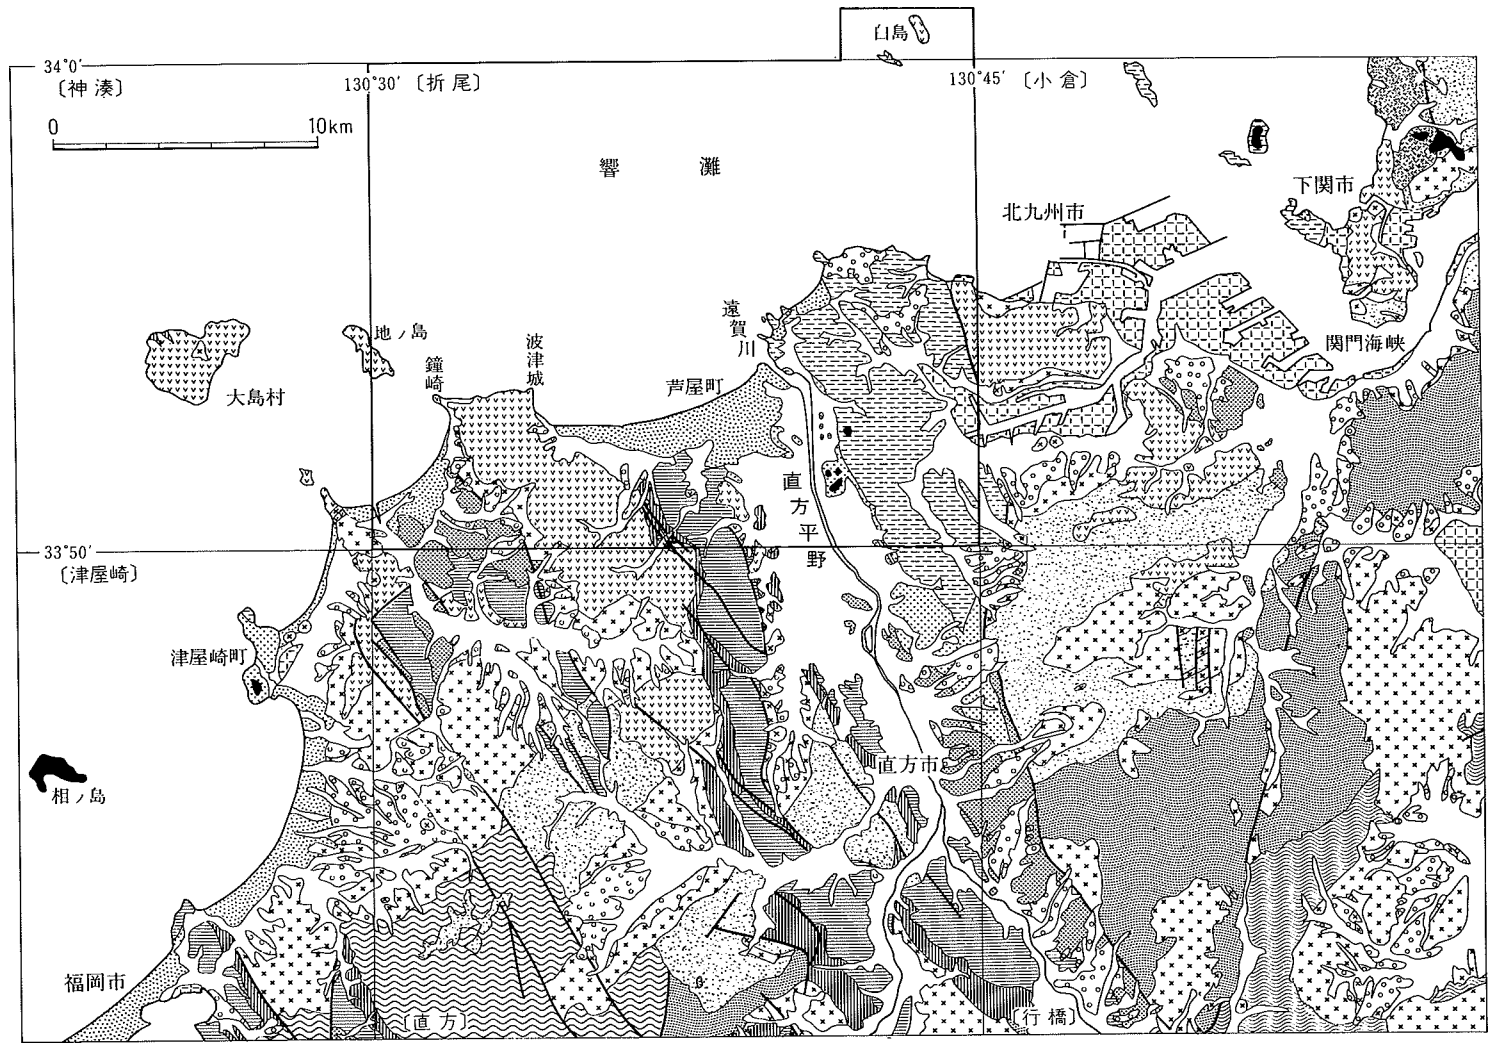 白島
34°0′
〔神湊〕
130°30′〔折尾〕
130°45′〔小倉〕
0 10km
響灘
下関市
北九州市
遠賀川
地ノ島
波津城
鐘崎
関門海峡
大島村
芦屋町
直方平野
33°50′
〔津屋崎〕
津屋崎町
直方市
相ノ島
福岡市
〔直方〕
〔行橋〕